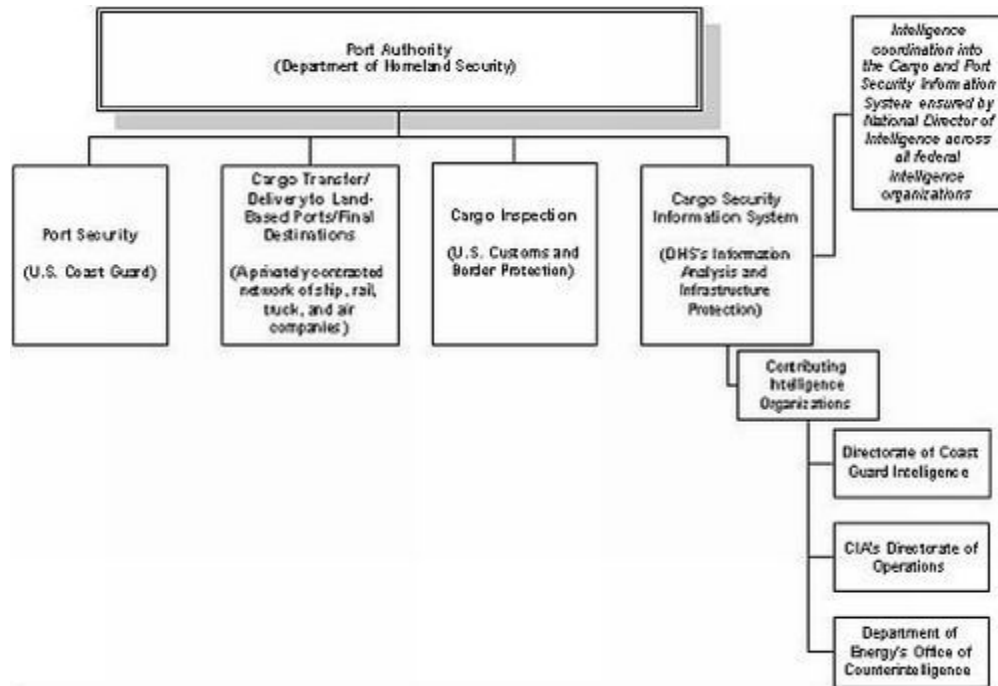 Port Authority
(Department of Homeland Security)
Intelligence
coordination into
the Cargo and Port
Security Information
System ensured by
National Director of
Intelligence across
all federal
intelligence
organizations
Port Security
(U.S. Coast Guard)
Cargo Transfer/
Delivery to Land-
Based Ports/Final
Destinations
(A privately contracted
network of ship, rail,
truck, and air
companies)
Cargo Inspection
(U.S. Customs and
Border Protection)
Cargo Security
Information System
(DHS's Information
Analysis and
Infrastructure
Protection)
Contributing
Intelligence
Organizations
Directorate of Coast
Guard Intelligence
CIA's Directorate of
Operations
Department of
Energy's Office of
Counterintelligence